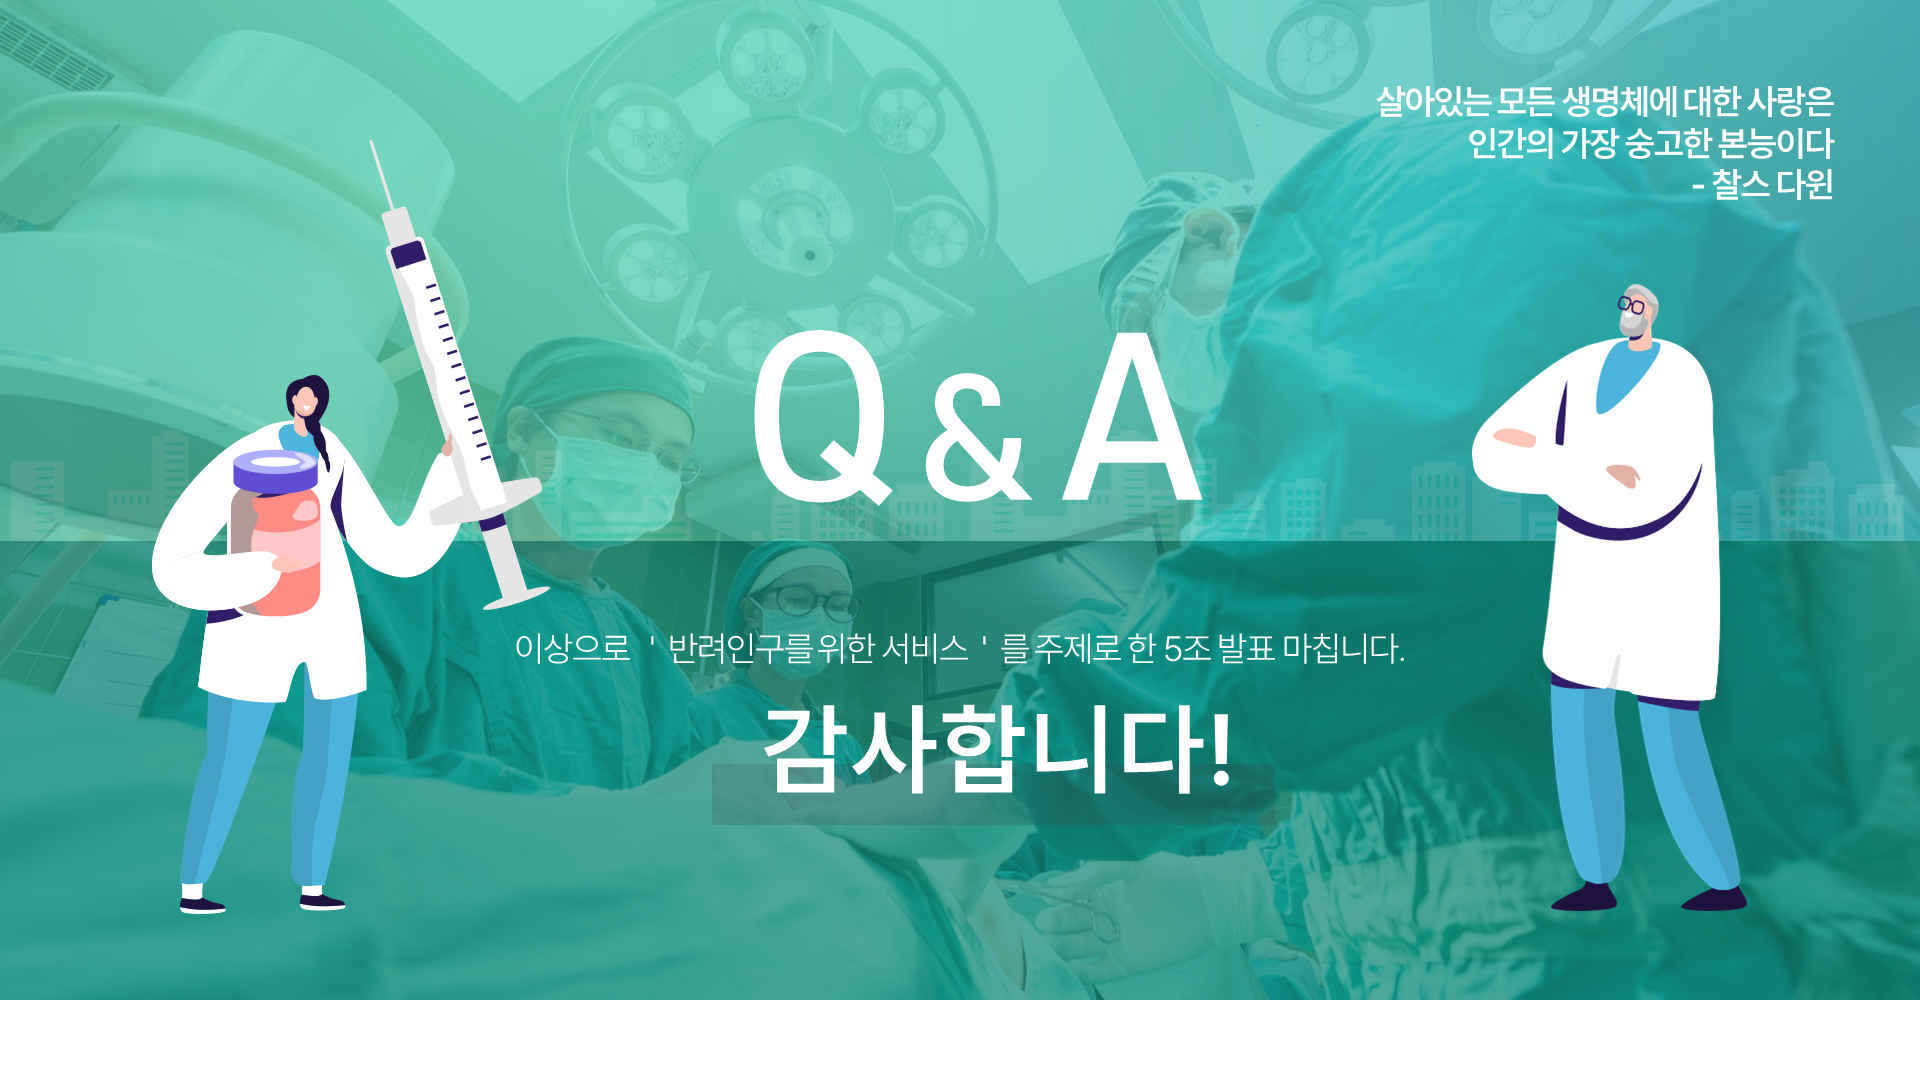 살아있는 모든 생명체에 대한 사랑은
인간의 가장 숭고한 본능이다
- 찰스 다윈
Q & A
이상으로 ' 반려인구를 위한 서비스 ' 를 주제로 한 5조 발표 마칩니다.
감사합니다!